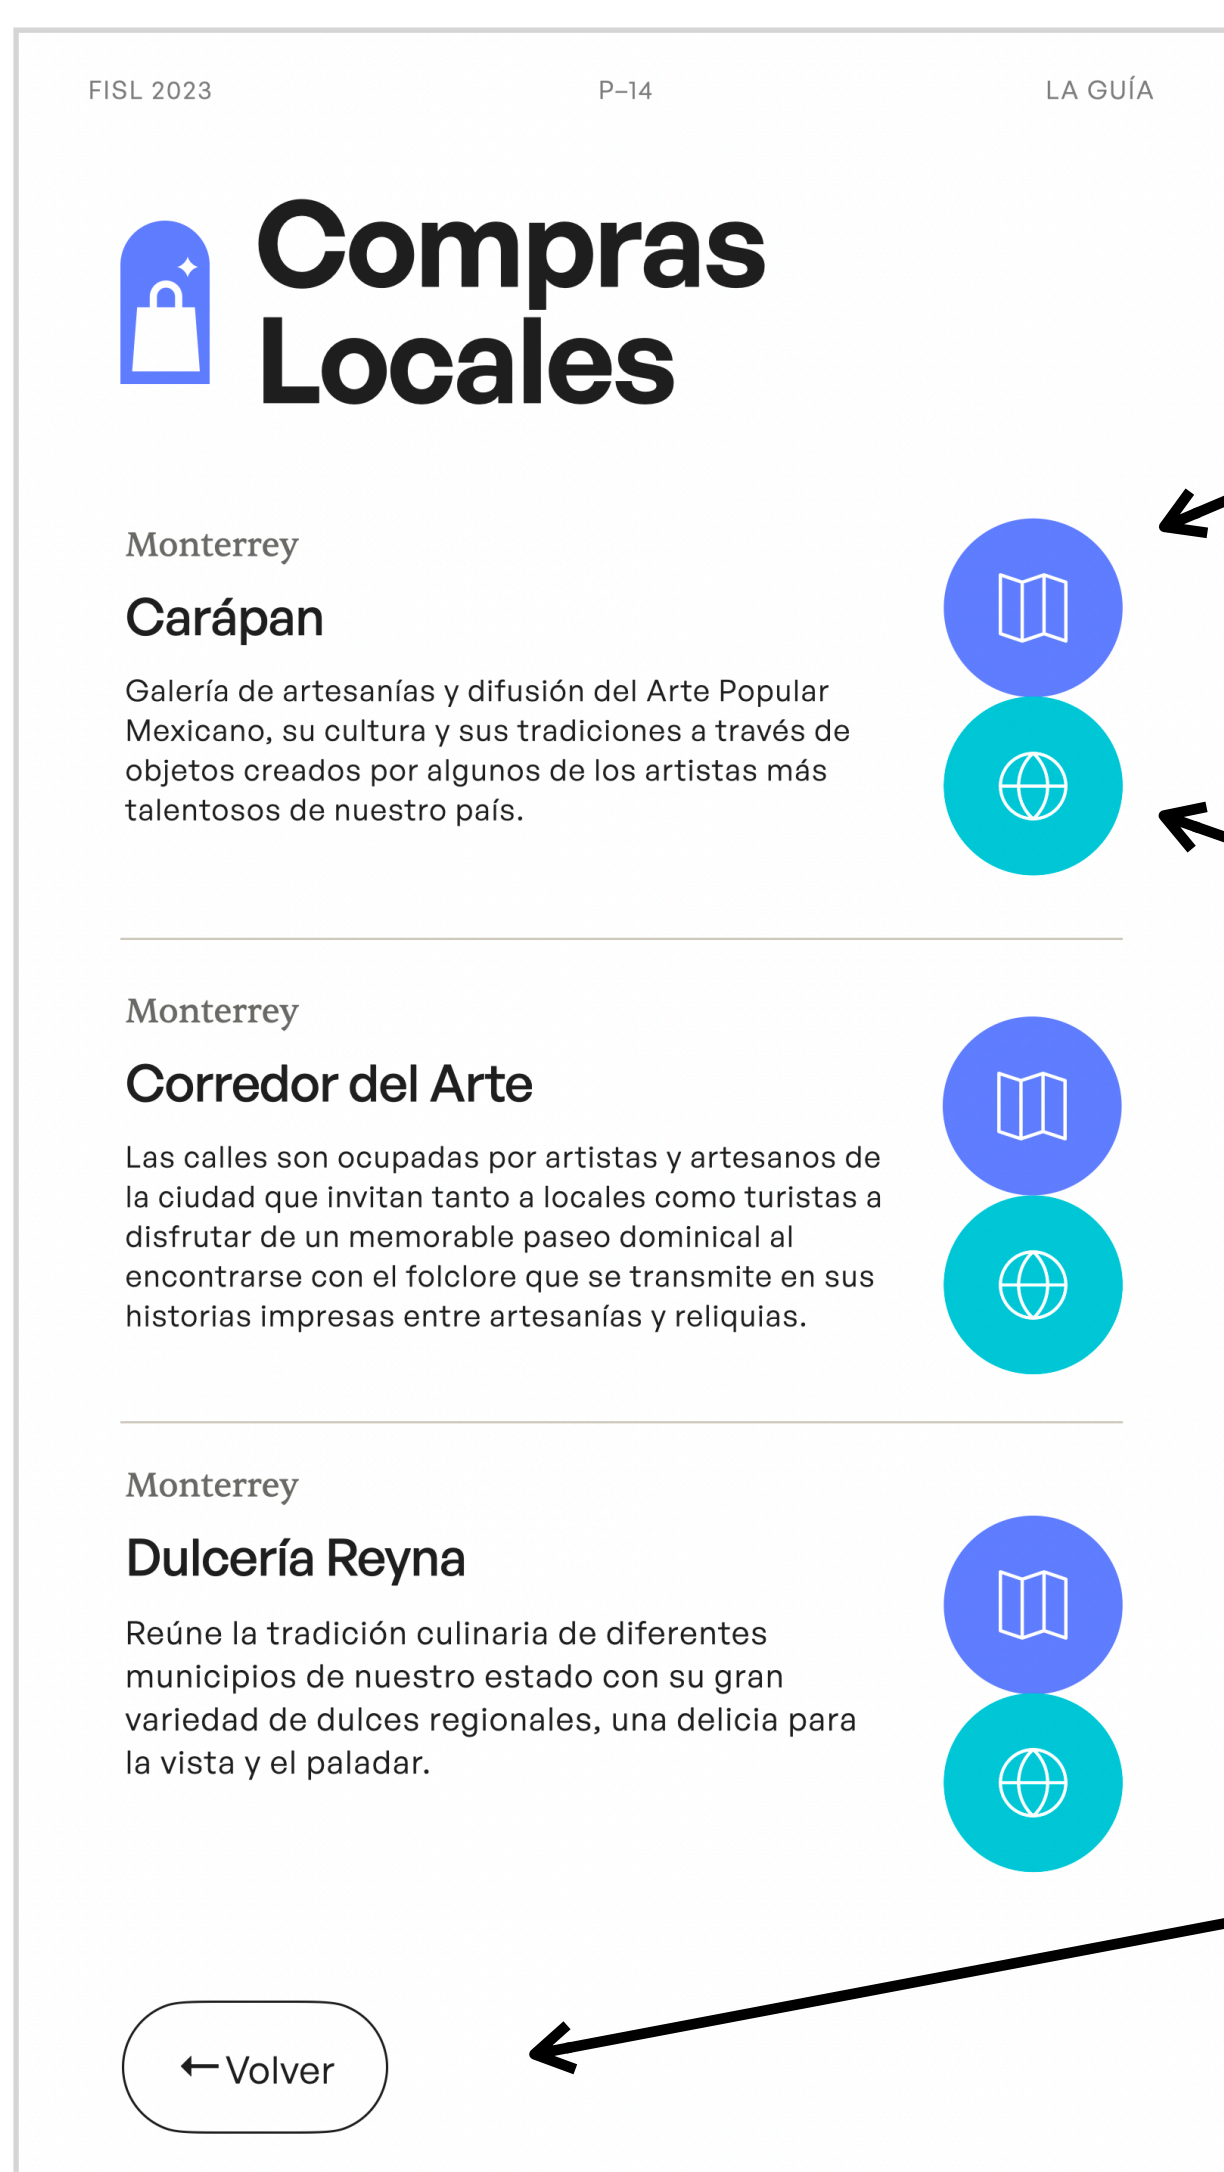 FISL 2023
P–14
LA GUÍA
Compras
Locales
Monterrey
Carápan
Galería de artesanías y difusión del Arte Popular
Mexicano, su cultura y sus tradiciones a través de
objetos creados por algunos de los artistas más
talentosos de nuestro país.
Monterrey
Corredor del Arte
Las calles son ocupadas por artistas y artesanos de
la ciudad que invitan tanto a locales como turistas a
disfrutar de un memorable paseo dominical al
encontrarse con el folclore que se transmite en sus
historias impresas entre artesanías y reliquias.
Monterrey
Dulcería Reyna
Reúne la tradición culinaria de diferentes
municipios de nuestro estado con su gran
variedad de dulces regionales, una delicia para
la vista y el paladar.
←Volver